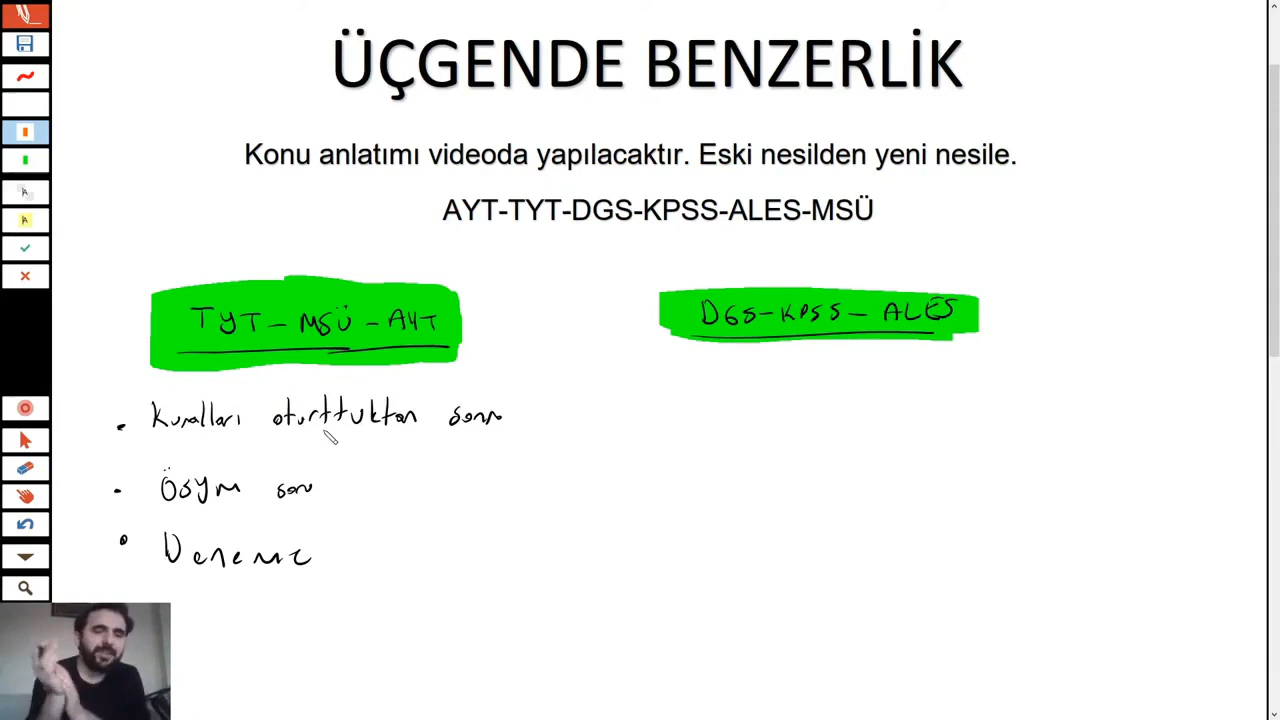 ÜÇGENDE BENZERLİK
Konu anlatımı videoda yapılacaktır. Eski nesilden yeni nesile.
AYT-TYT-DGS-KPSS-ALES-MSÜ
TYT - MSÜ - AYT
DGS-KPSS - ALES
• Kuralları oturttuktan sonra
• ÖSYM soru
• Deneme